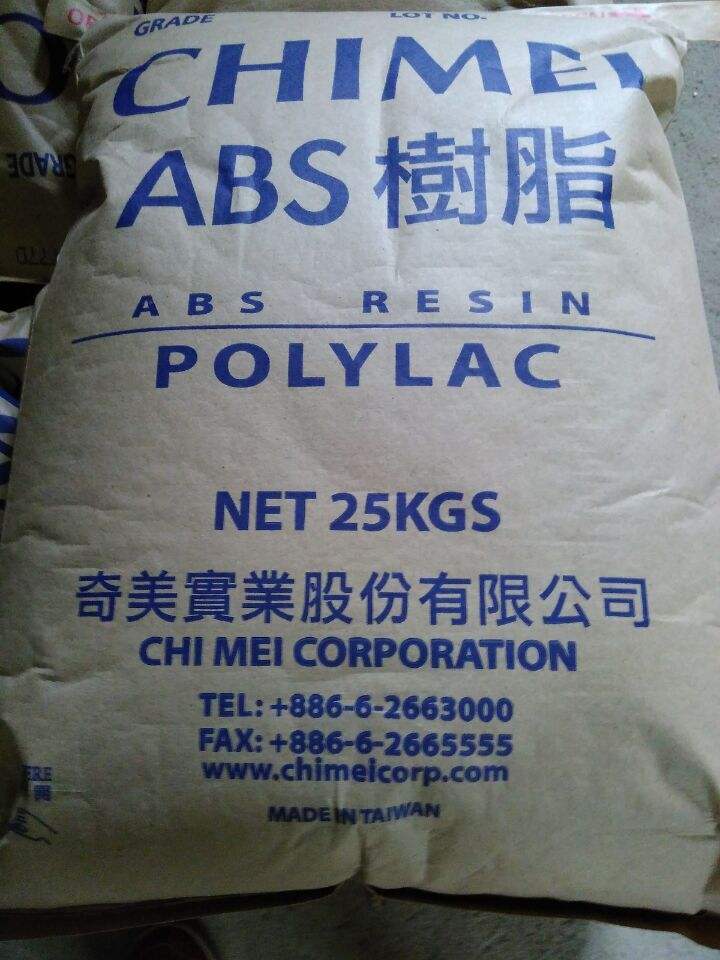 GRADE LOT NO.
CHIMEI
ABS 樹脂
ABS RESIN
POLYLAC
NET 25KGS
奇美實業股份有限公司
CHI MEI CORPORATION
TEL: +886-6-2663000
FAX: +886-6-2665555
www.chimeicorp.com
MADE IN TAIWAN
ERE
GRADE